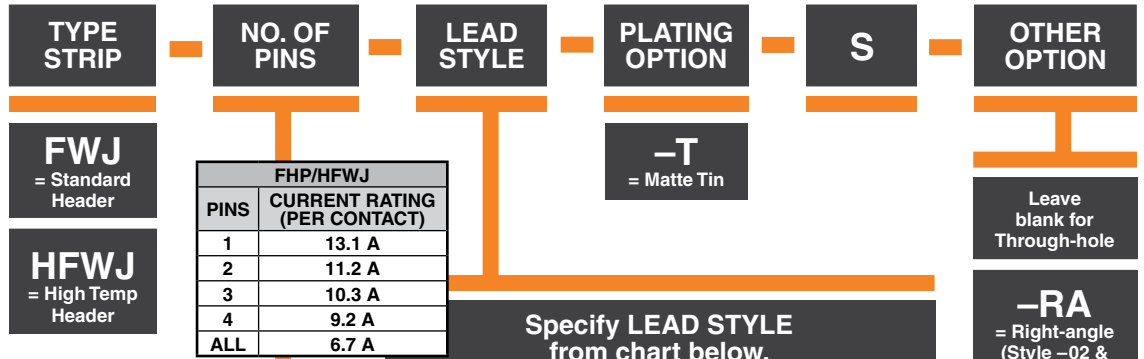 TYPE
STRIP
NO. OF
PINS
LEAD
STYLE
PLATING
OPTION
S
OTHER
OPTION
FWJ
= Standard
Header
HFWJ
= High Temp
Header
FHP/HFWJ
PINS CURRENT RATING
(PER CONTACT)
1 13.1 A
2 11.2 A
3 10.3 A
4 9.2 A
ALL 6.7 A
Specify LEAD STYLE
from chart below.
–T
= Matte Tin
Leave
blank for
Through-hole
–RA
= Right-angle
(Style –02 &